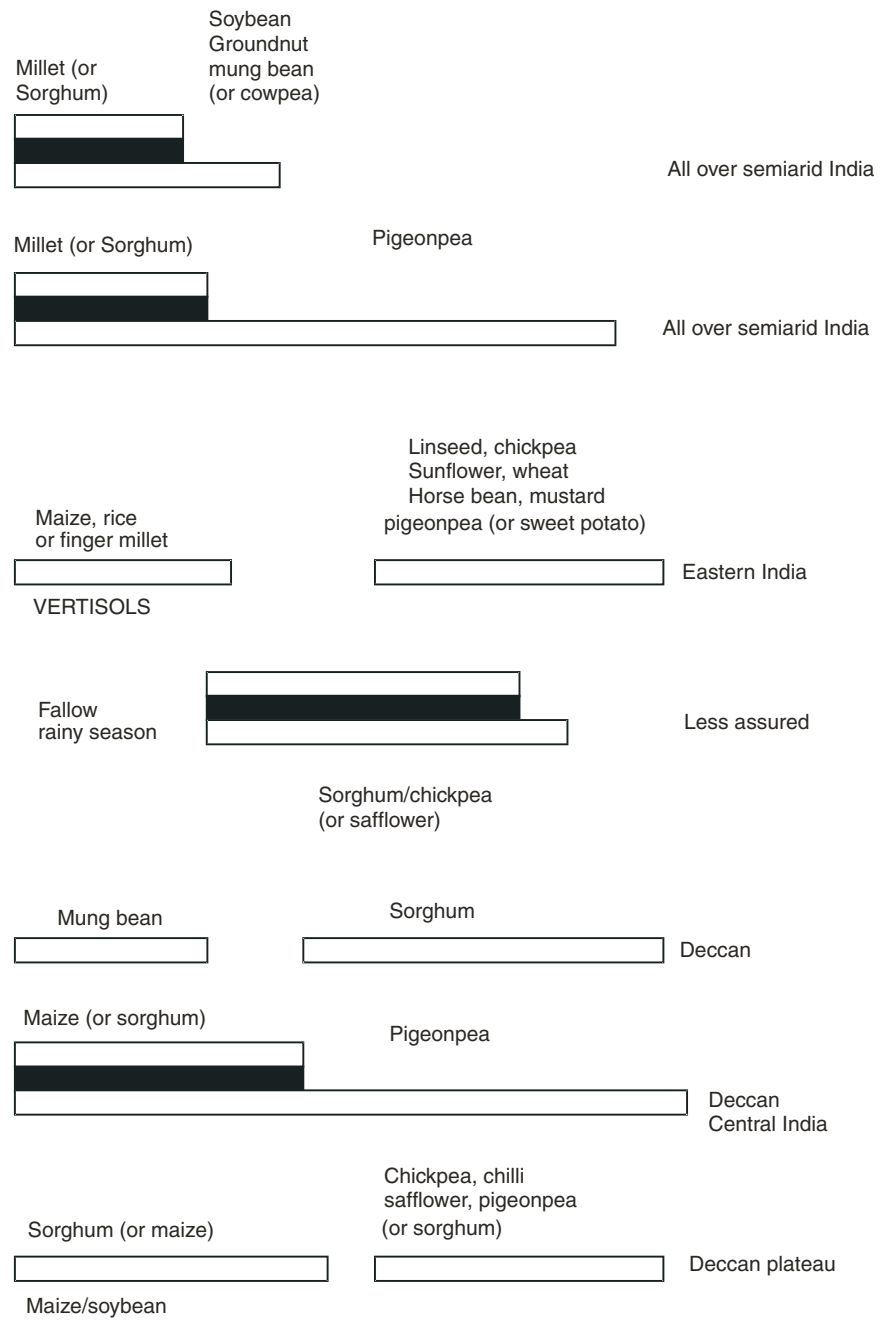 Soybean
Groundnut
mung bean
(or cowpea)
Millet (or
Sorghum)
All over semiarid India
Millet (or Sorghum)
Pigeonpea
All over semiarid India
Linseed, chickpea
Sunflower, wheat
Horse bean, mustard
pigeonpea (or sweet potato)
Maize, rice
or finger millet
Eastern India
VERTISOLS
Fallow
rainy season
Less assured
Sorghum/chickpea
(or safflower)
Mung bean
Sorghum
Deccan
Maize (or sorghum)
Pigeonpea
Deccan
Central India
Chickpea, chilli
safflower, pigeonpea
(or sorghum)
Sorghum (or maize)
Deccan plateau
Maize/soybean